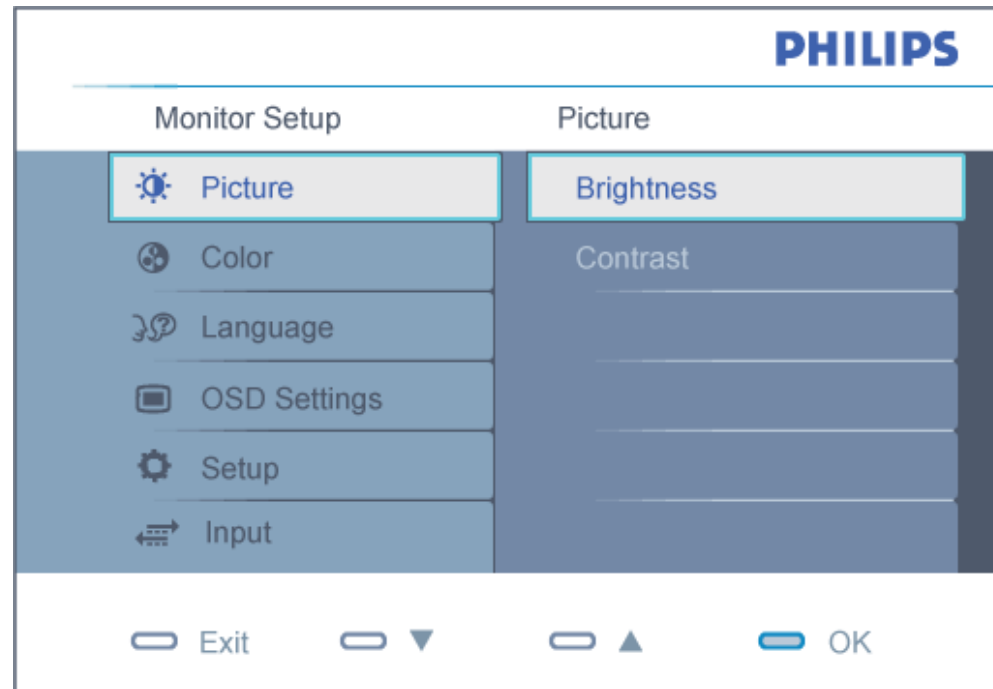 PHILIPS
Monitor Setup Picture
Picture Brightness
Color Contrast
Language
OSD Settings
Setup
Input
Exit ▼ ▲ OK